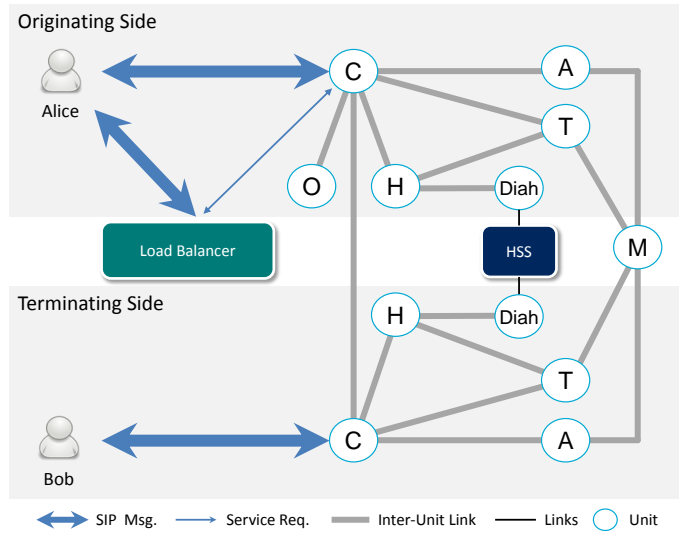 Originating Side
Alice
C
A
T
O
H
Diah
Load Balancer
HSS
M
Terminating Side
H
Diah
T
C
A
Bob
SIP Msg.
Service Req.
Inter-Unit Link
Links
Unit